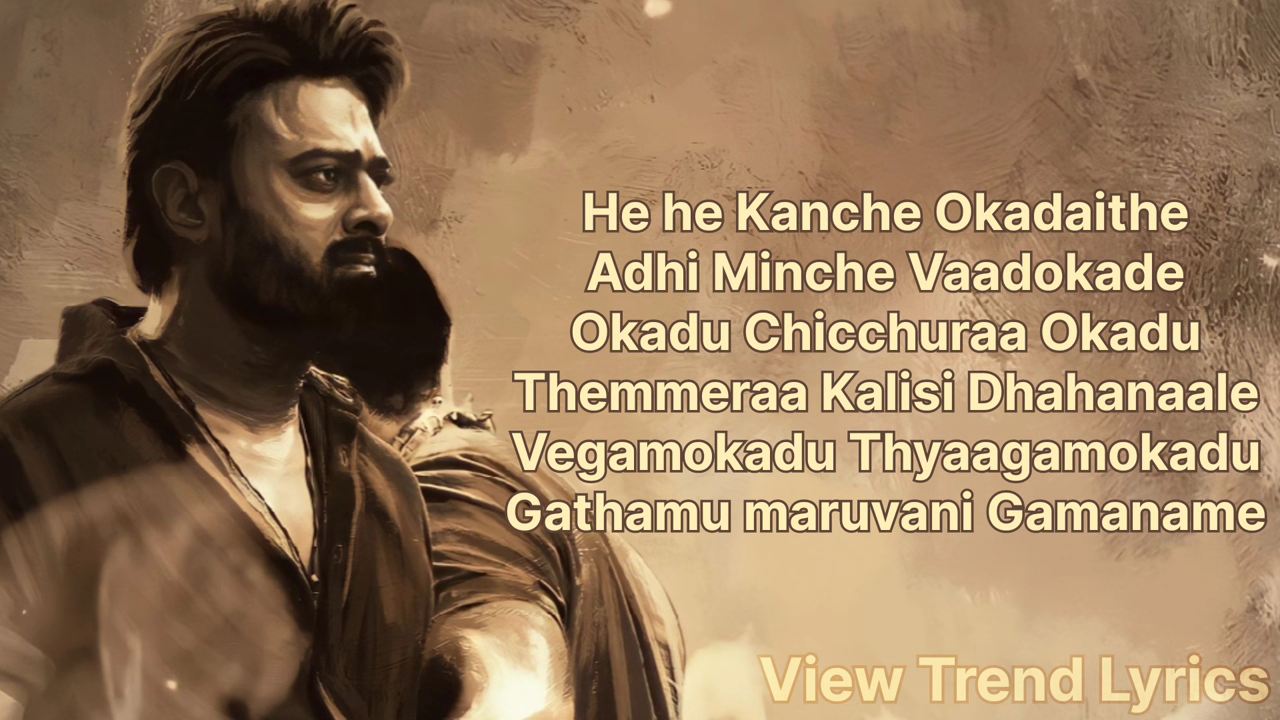 He he Kanche Okadaithe
Adhi Minche Vaadokade
Okadu Chicchuraa Okadu
Themmeraa Kalisi Dhahanaale
Vegamokadu Thyaagamokadu
Gathamu maruvani Gamaname
View Trend Lyrics